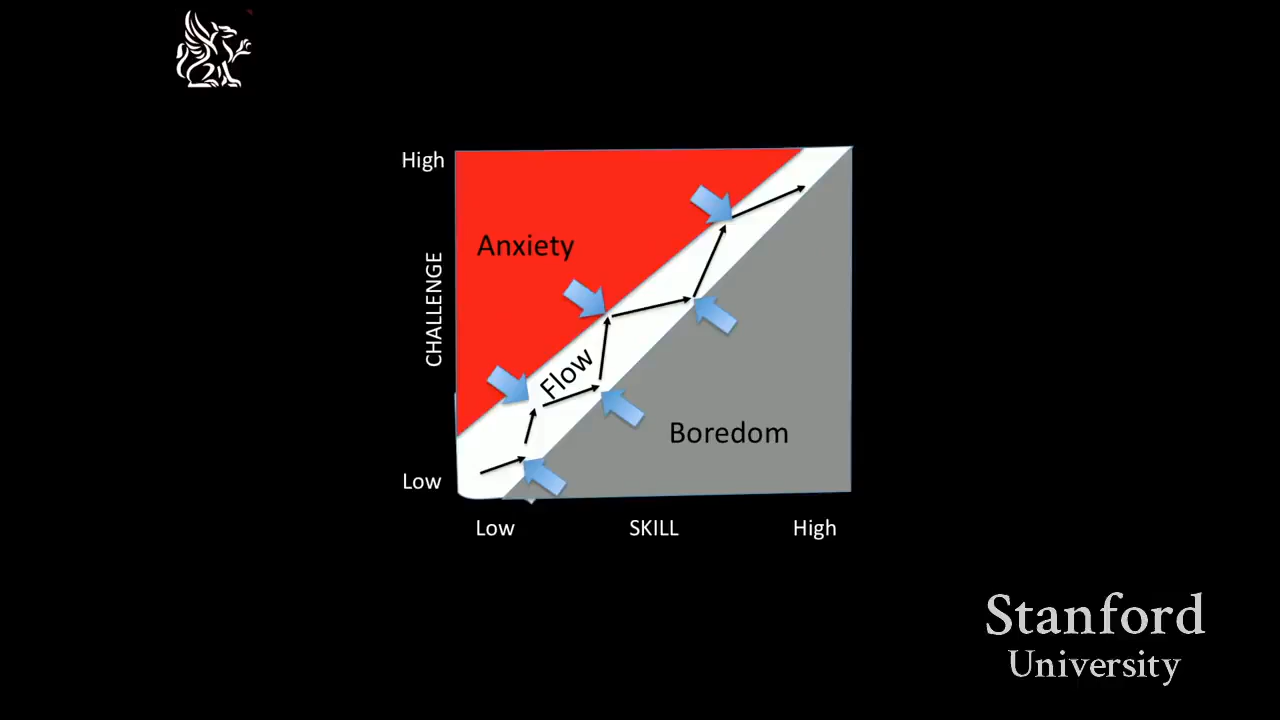 High
Anxiety
CHALLENGE
Flow
Boredom
Low
Low SKILL High
Stanford
University